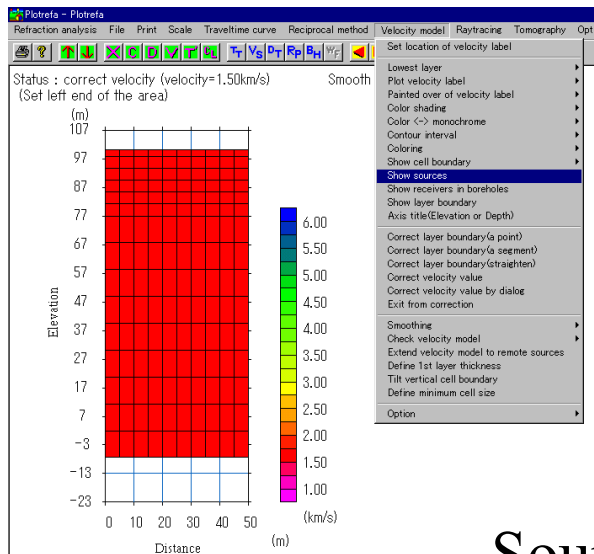 Plotrefa - Plotrefa
Refraction analysis File Print Scale Traveltime curve Reciprocal method Velocity model Raytracing Tomography Opt
? X C D V T TT VS DT RP BH WF
Status : correct velocity (velocity=1.50km/s) Smooth
(Set left end of the area)
Set location of velocity label
Lowest layer
Plot velocity label
Painted over of velocity label
Color shading
Color <-> monochrome
Contour interval
Coloring
Show cell boundary
Show sources
Show receivers in boreholes
Show layer boundary
Axis title(Elevation or Depth)
Correct layer boundary(a point)
Correct layer boundary(a segment)
Correct layer boundary(straighten)
Correct velocity value
Correct velocity value by dialog
Exit from correction
Smoothing
Check velocity model
Extend velocity model to remote sources
Define 1st layer thickness
Tilt vertical cell boundary
Define minimum cell size
Option
(m)
107
97
87
77
67
57
47
37
27
17
7
-3
-13
-23
Elevation
0 10 20 30 40 50
(m)
Distance
6.00
5.50
5.00
4.50
4.00
3.50
3.00
2.50
2.00
1.50
1.00
(km/s)